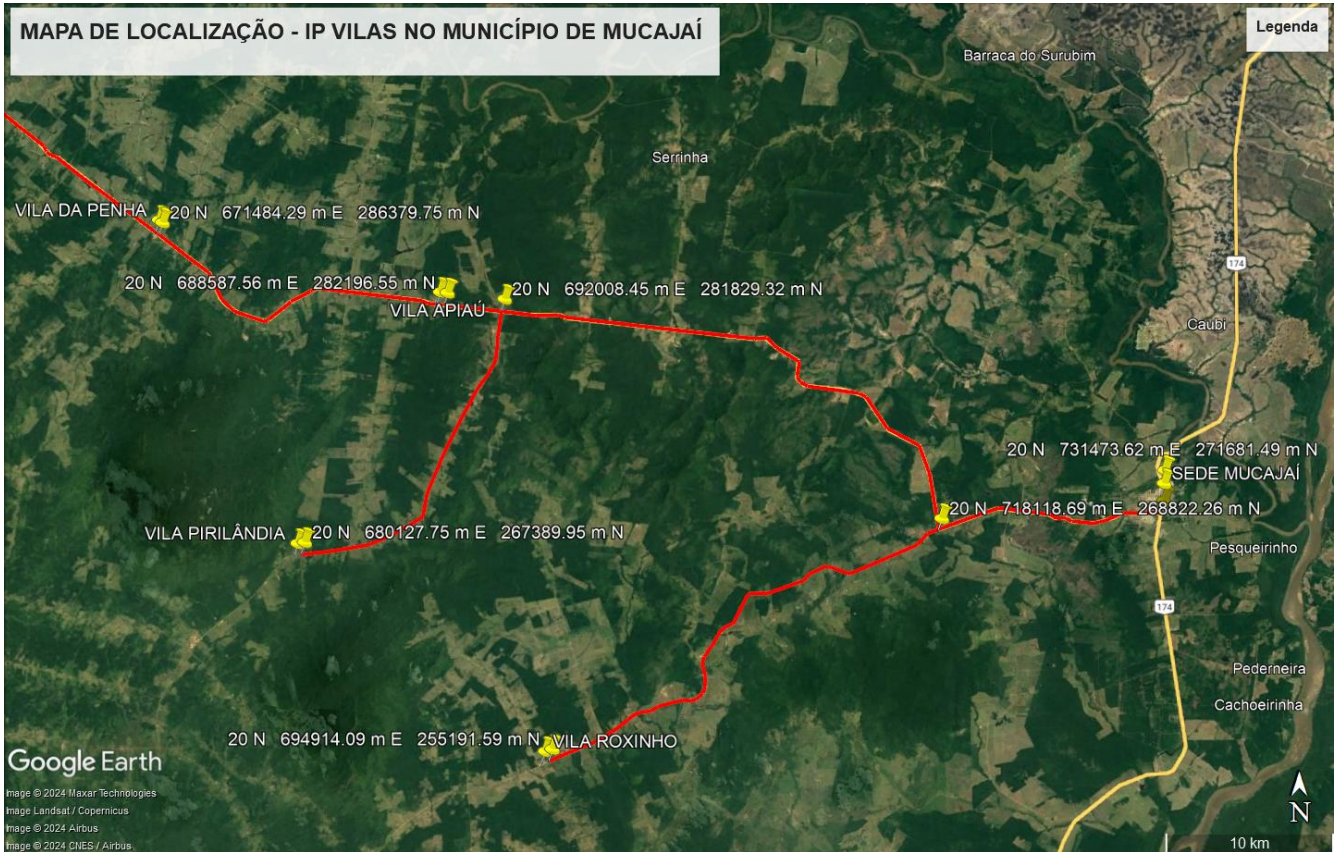 MAPA DE LOCALIZAÇÃO - IP VILAS NO MUNICÍPIO DE MUCAJAÍ
Legenda
Barraca do Surubim
Serrinha
VILA DA PENHA
20 N 671484.29 m E 286379.75 m N
174
20 N 688587.56 m E 282196.55 m N
20 N 692008.45 m E 281829.32 m N
VILA APIAÚ
Caubi
20 N 731473.62 m E 271681.49 m N
SEDE MUCAJAÍ
20 N 718118.69 m E 268822.26 m N
VILA PIRILÂNDIA
20 N 680127.75 m E 267389.95 m N
Pesqueirinho
174
Pederneira
Cachoeirinha
20 N 694914.09 m E 255191.59 m N
VILA ROXINHO
Google Earth
Image © 2024 Maxar Technologies
Image Landsat / Copernicus
Image © 2024 Airbus
Image © 2024 CNES / Airbus
N
10 km